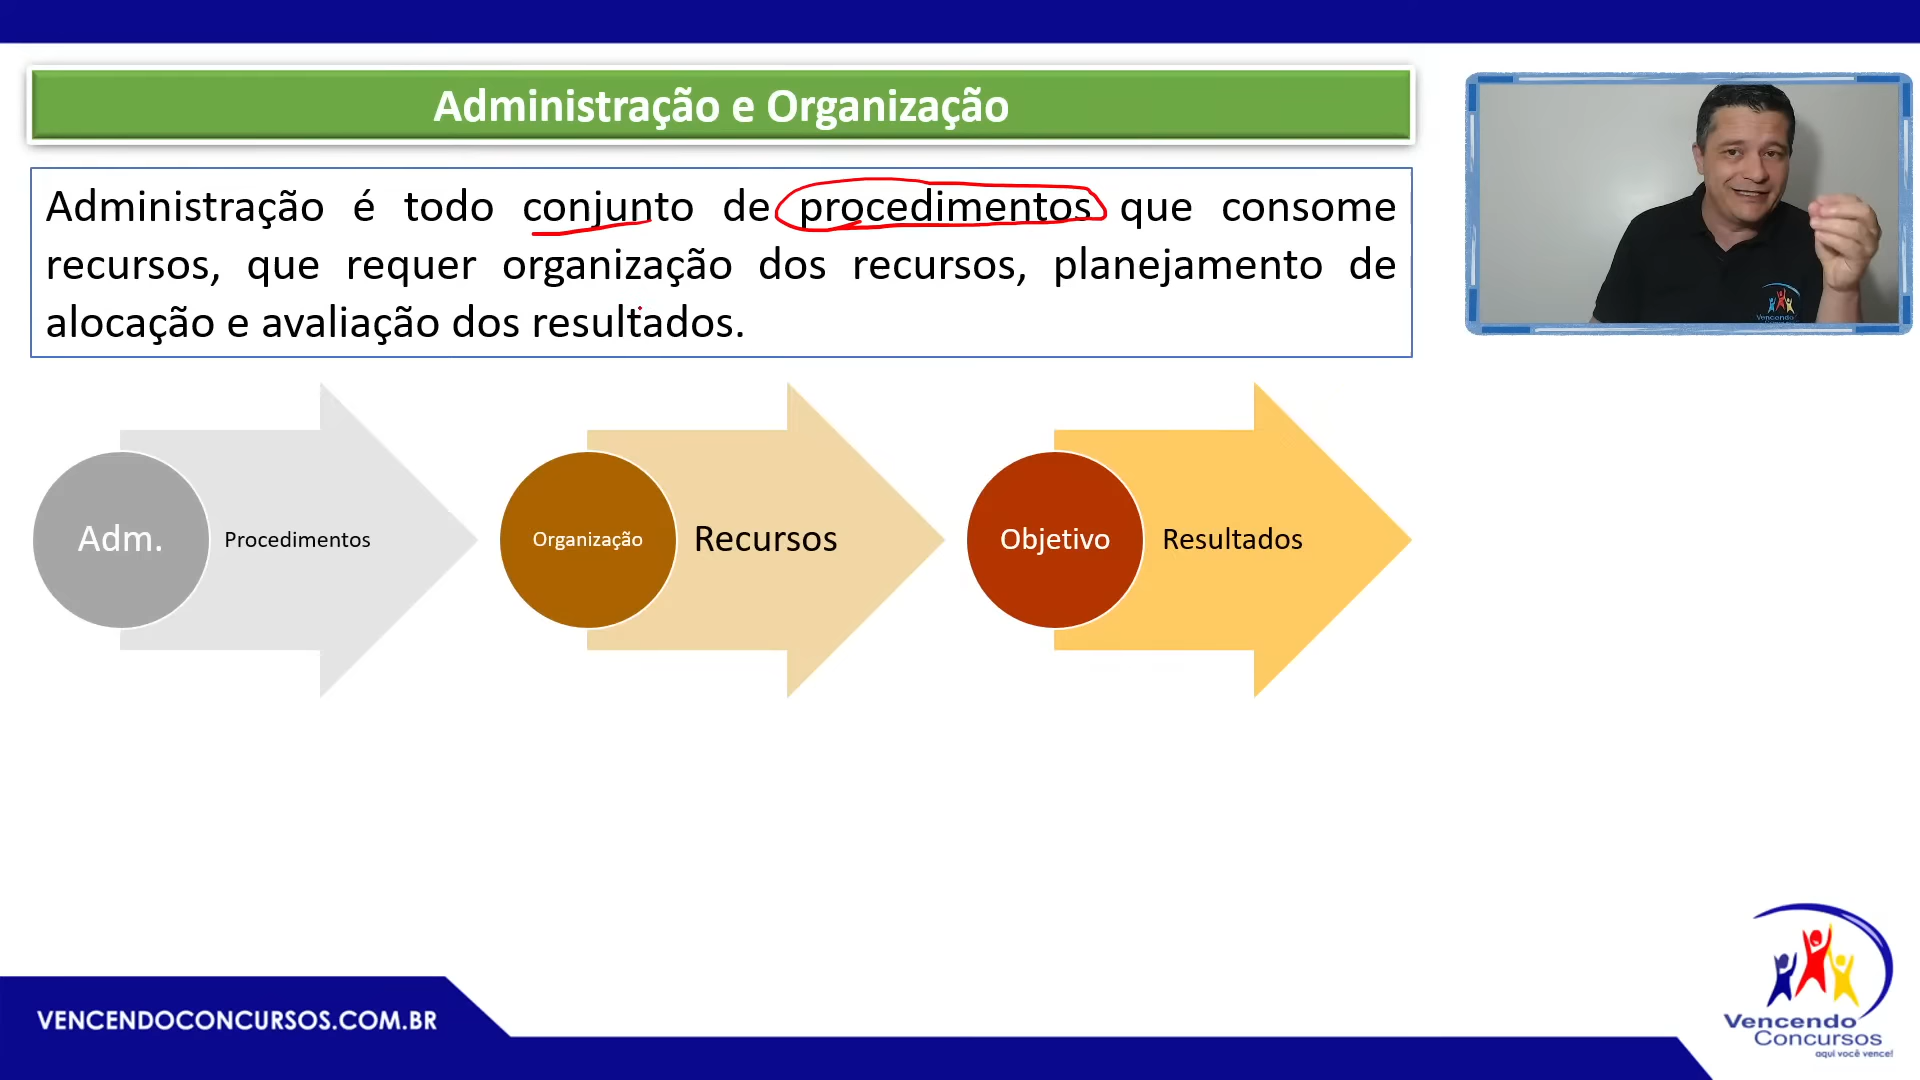 Administração e Organização
Administração é todo conjunto de procedimentos que consome
recursos, que requer organização dos recursos, planejamento de
alocação e avaliação dos resultados.
Adm.
Procedimentos
Organização
Recursos
Objetivo
Resultados
Vencendo
VENCENDOCONCURSOS.COM.BR
Vencendo
Concursos
aqui você vence!